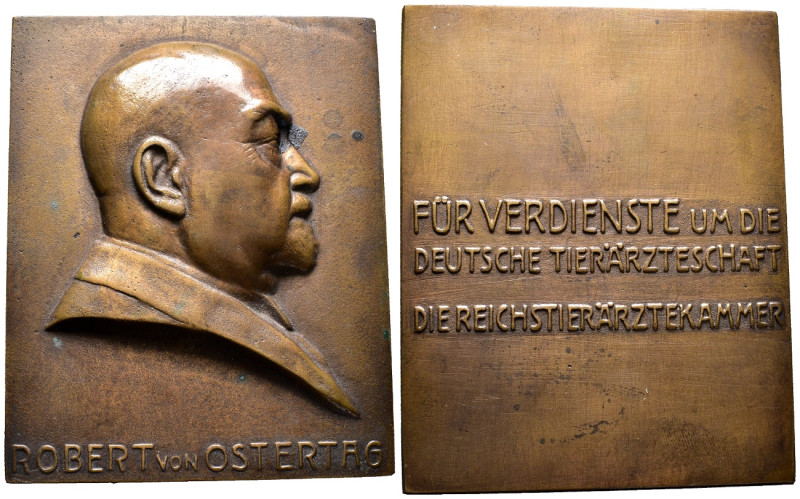 ROBERT VON OSTERTAG
FÜR VERDIENSTE UM DIE
DEUTSCHE TIERÄRZTESCHAFT
DIE REICHSTIERÄRZTEKAMMER